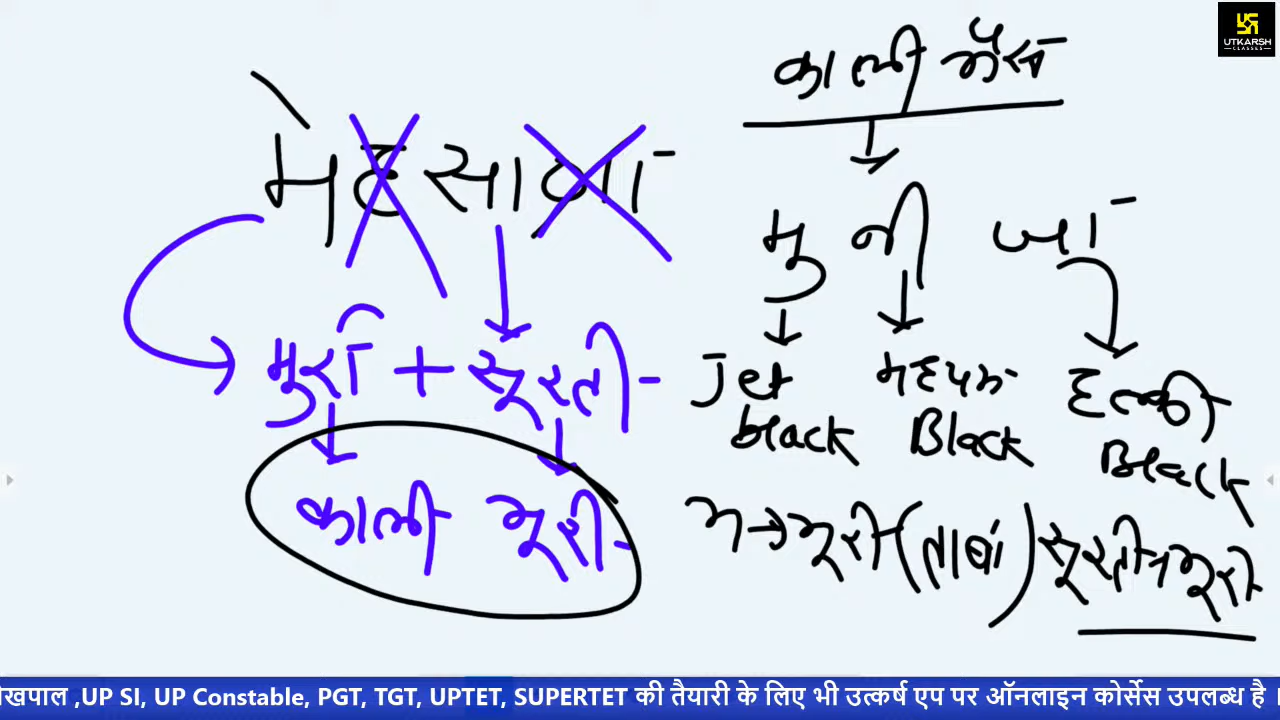 UTKARSH
CLASSES
काली भैंस
मेहसाना
मु नी जा
मुर्रा + सूरती
Jet black
मध्यम Black
हल्की Black
काली भूरी
भ → भूरी (तांबा) सूरती + भूरी
खपाल ,UP SI, UP Constable, PGT, TGT, UPTET, SUPERTET की तैयारी के लिए भी उत्कर्ष एप पर ऑनलाइन कोर्सेस उपलब्ध है